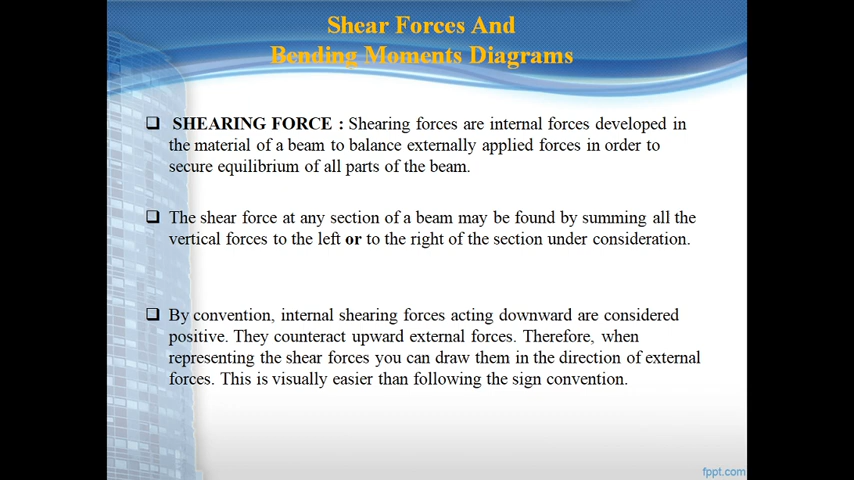 Shear Forces And
Bending Moments Diagrams
❑ SHEARING FORCE : Shearing forces are internal forces developed in
the material of a beam to balance externally applied forces in order to
secure equilibrium of all parts of the beam.
❑ The shear force at any section of a beam may be found by summing all the
vertical forces to the left or to the right of the section under consideration.
❑ By convention, internal shearing forces acting downward are considered
positive. They counteract upward external forces. Therefore, when
representing the shear forces you can draw them in the direction of external
forces. This is visually easier than following the sign convention.
fppt.com